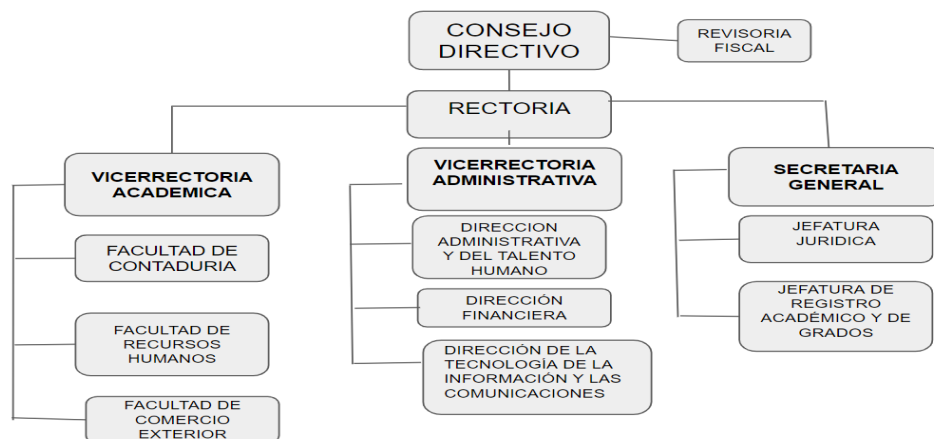 CONSEJO
DIRECTIVO
REVISORIA
FISCAL
RECTORIA
VICERRECTORIA
ACADEMICA
VICERRECTORIA
ADMINISTRATIVA
SECRETARIA
GENERAL
FACULTAD DE
CONTADURIA
DIRECCION
ADMINISTRATIVA
Y DEL TALENTO
HUMANO
JEFATURA
JURIDICA
FACULTAD DE
RECURSOS
HUMANOS
DIRECCIÓN
FINANCIERA
JEFATURA DE
REGISTRO
ACADÉMICO Y DE
GRADOS
FACULTAD DE
COMERCIO
EXTERIOR
DIRECCIÓN DE LA
TECNOLOGÍA DE LA
INFORMACIÓN Y LAS
COMUNICACIONES